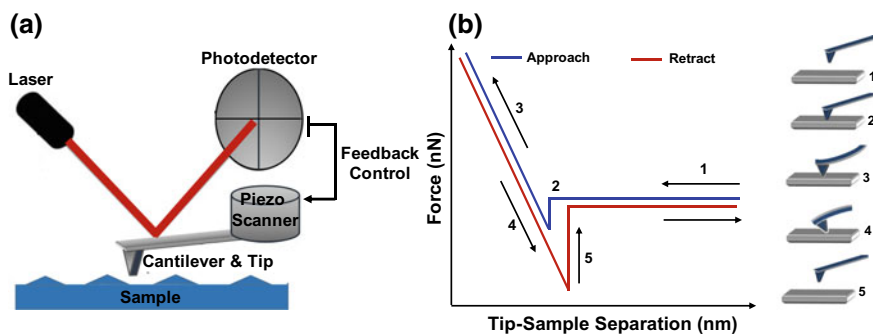 (a)
Photodetector
Laser
Feedback
Control
Piezo
Scanner
Cantilever & Tip
Sample
(b)
Approach
Retract
3
1
2
4
5
Force (nN)
Tip-Sample Separation (nm)
1
2
3
4
5